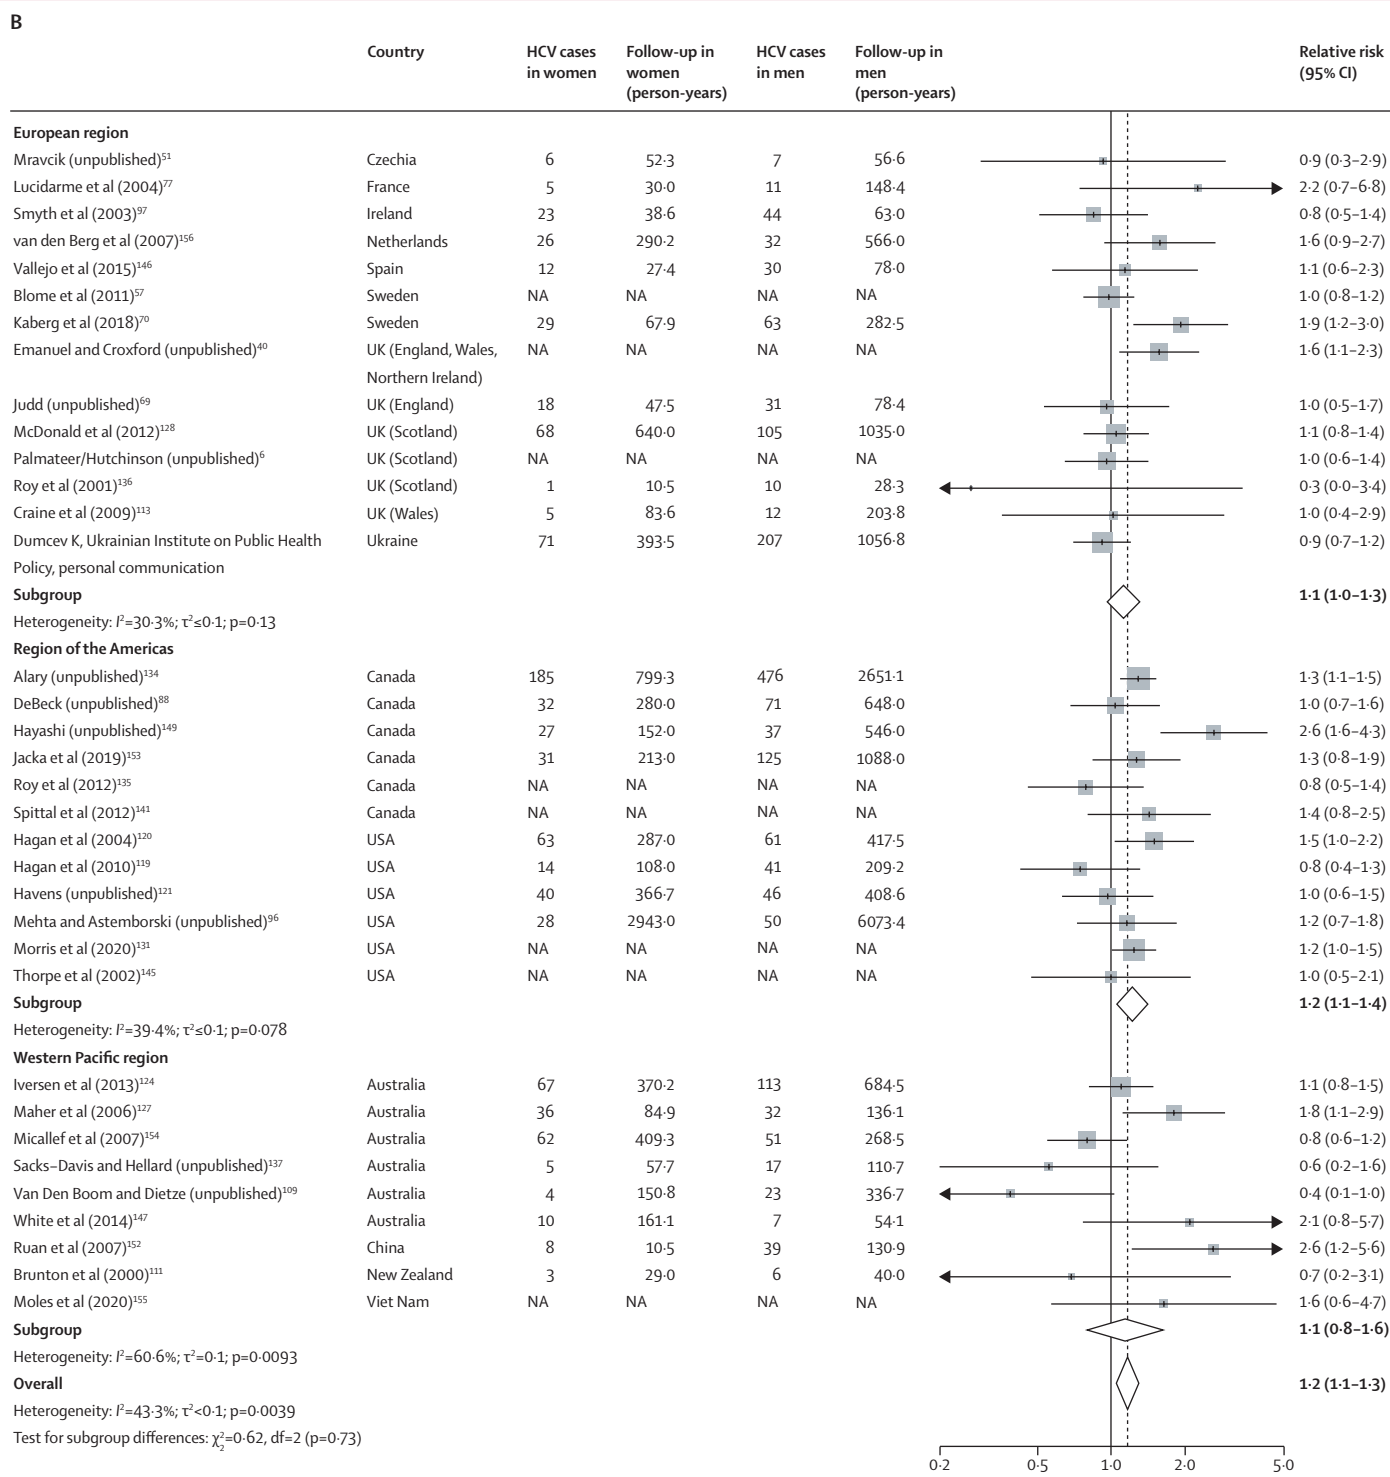 B
Country HCV cases in women Follow-up in women (person-years) HCV cases in men Follow-up in men (person-years) Relative risk (95% CI)
European region
Mravcik (unpublished)51 Czechia 6 52·3 7 56·6 0·9 (0·3–2·9)
Lucidarme et al (2004)77 France 5 30·0 11 148·4 2·2 (0·7–6·8)
Smyth et al (2003)97 Ireland 23 38·6 44 63·0 0·8 (0·5–1·4)
van den Berg et al (2007)156 Netherlands 26 290·2 32 566·0 1·6 (0·9–2·7)
Vallejo et al (2015)146 Spain 12 27·4 30 78·0 1·1 (0·6–2·3)
Blome et al (2011)57 Sweden NA NA NA NA 1·0 (0·8–1·2)
Kaberg et al (2018)70 Sweden 29 67·9 63 282·5 1·9 (1·2–3·0)
Emanuel and Croxford (unpublished)40 UK (England, Wales, NA NA NA NA 1·6 (1·1–2·3)
Northern Ireland)
Judd (unpublished)69 UK (England) 18 47·5 31 78·4 1·0 (0·5–1·7)
McDonald et al (2012)128 UK (Scotland) 68 640·0 105 1035·0 1·1 (0·8–1·4)
Palmateer/Hutchinson (unpublished)6 UK (Scotland) NA NA NA NA 1·0 (0·6–1·4)
Roy et al (2001)136 UK (Scotland) 1 10·5 10 28·3 0·3 (0·0–3·4)
Craine et al (2009)113 UK (Wales) 5 83·6 12 203·8 1·0 (0·4–2·9)
Dumcev K, Ukrainian Institute on Public Health Ukraine 71 393·5 207 1056·8 0·9 (0·7–1·2)
Policy, personal communication
Subgroup 1·1 (1·0–1·3)
Heterogeneity: I²=30·3%; τ²≤0·1; p=0·13
Region of the Americas
Alary (unpublished)134 Canada 185 799·3 476 2651·1 1·3 (1·1–1·5)
DeBeck (unpublished)88 Canada 32 280·0 71 648·0 1·0 (0·7–1·6)
Hayashi (unpublished)149 Canada 27 152·0 37 546·0 2·6 (1·6–4·3)
Jacka et al (2019)153 Canada 31 213·0 125 1088·0 1·3 (0·8–1·9)
Roy et al (2012)135 Canada NA NA NA NA 0·8 (0·5–1·4)
Spittal et al (2012)141 Canada NA NA NA NA 1·4 (0·8–2·5)
Hagan et al (2004)120 USA 63 287·0 61 417·5 1·5 (1·0–2·2)
Hagan et al (2010)119 USA 14 108·0 41 209·2 0·8 (0·4–1·3)
Havens (unpublished)121 USA 40 366·7 46 408·6 1·0 (0·6–1·5)
Mehta and Astemborski (unpublished)96 USA 28 2943·0 50 6073·4 1·2 (0·7–1·8)
Morris et al (2020)131 USA NA NA NA NA 1·2 (1·0–1·5)
Thorpe et al (2002)145 USA NA NA NA NA 1·0 (0·5–2·1)
Subgroup 1·2 (1·1–1·4)
Heterogeneity: I²=39·4%; τ²≤0·1; p=0·078
Western Pacific region
Iversen et al (2013)124 Australia 67 370·2 113 684·5 1·1 (0·8–1·5)
Maher et al (2006)127 Australia 36 84·9 32 136·1 1·8 (1·1–2·9)
Micallef et al (2007)154 Australia 62 409·3 51 268·5 0·8 (0·6–1·2)
Sacks–Davis and Hellard (unpublished)137 Australia 5 57·7 17 110·7 0·6 (0·2–1·6)
Van Den Boom and Dietze (unpublished)109 Australia 4 150·8 23 336·7 0·4 (0·1–1·0)
White et al (2014)147 Australia 10 161·1 7 54·1 2·1 (0·8–5·7)
Ruan et al (2007)152 China 8 10·5 39 130·9 2·6 (1·2–5·6)
Brunton et al (2000)111 New Zealand 3 29·0 6 40·0 0·7 (0·2–3·1)
Moles et al (2020)155 Viet Nam NA NA NA NA 1·6 (0·6–4·7)
Subgroup 1·1 (0·8–1·6)
Heterogeneity: I²=60·6%; τ²=0·1; p=0·0093
Overall 1·2 (1·1–1·3)
Heterogeneity: I²=43·3%; τ²<0·1; p=0·0039
Test for subgroup differences: χ²₂=0·62, df=2 (p=0·73)
0·2 0·5 1·0 2·0 5·0